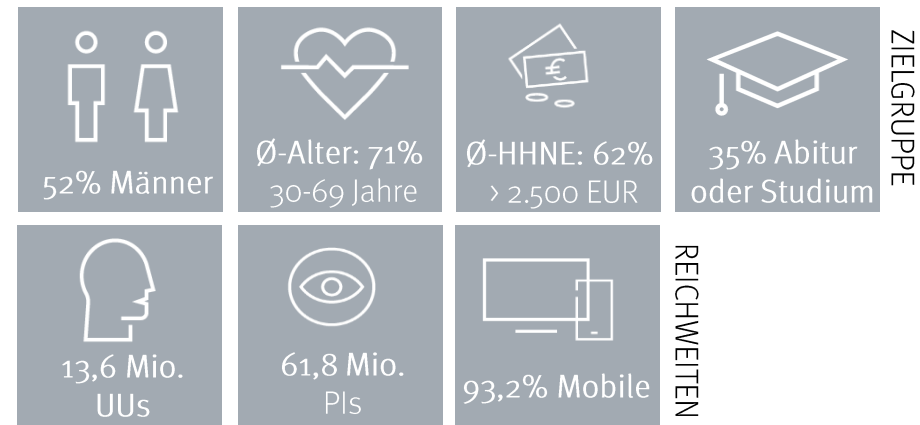 52% Männer
Ø-Alter: 71%
30-69 Jahre
€
Ø-HHNE: 62%
> 2.500 EUR
35% Abitur
oder Studium
ZIELGRUPPE
13,6 Mio.
UUs
61,8 Mio.
PIs
93,2% Mobile
REICHWEITEN